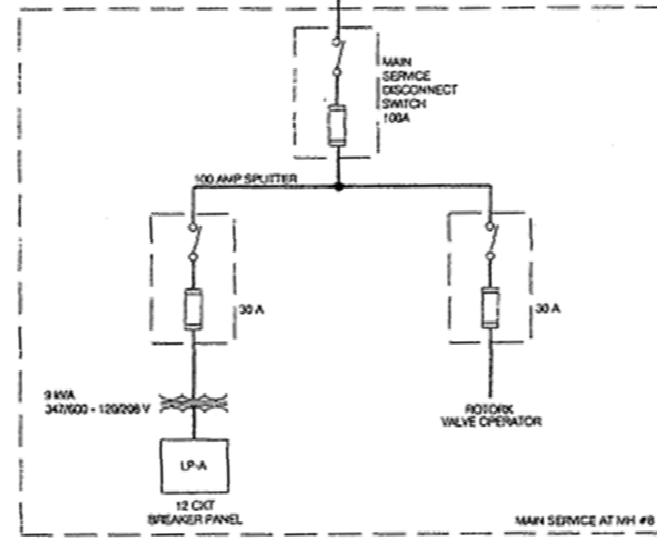 MAIN
SERVICE
DISCONNECT
SWITCH
100A
100 AMP SPLITTER
30 A
30 A
9 kVA
347/600 - 120/208 V
ROTORK
VALVE OPERATOR
LP-A
12 CKT
BREAKER PANEL
MAIN SERVICE AT MH #8